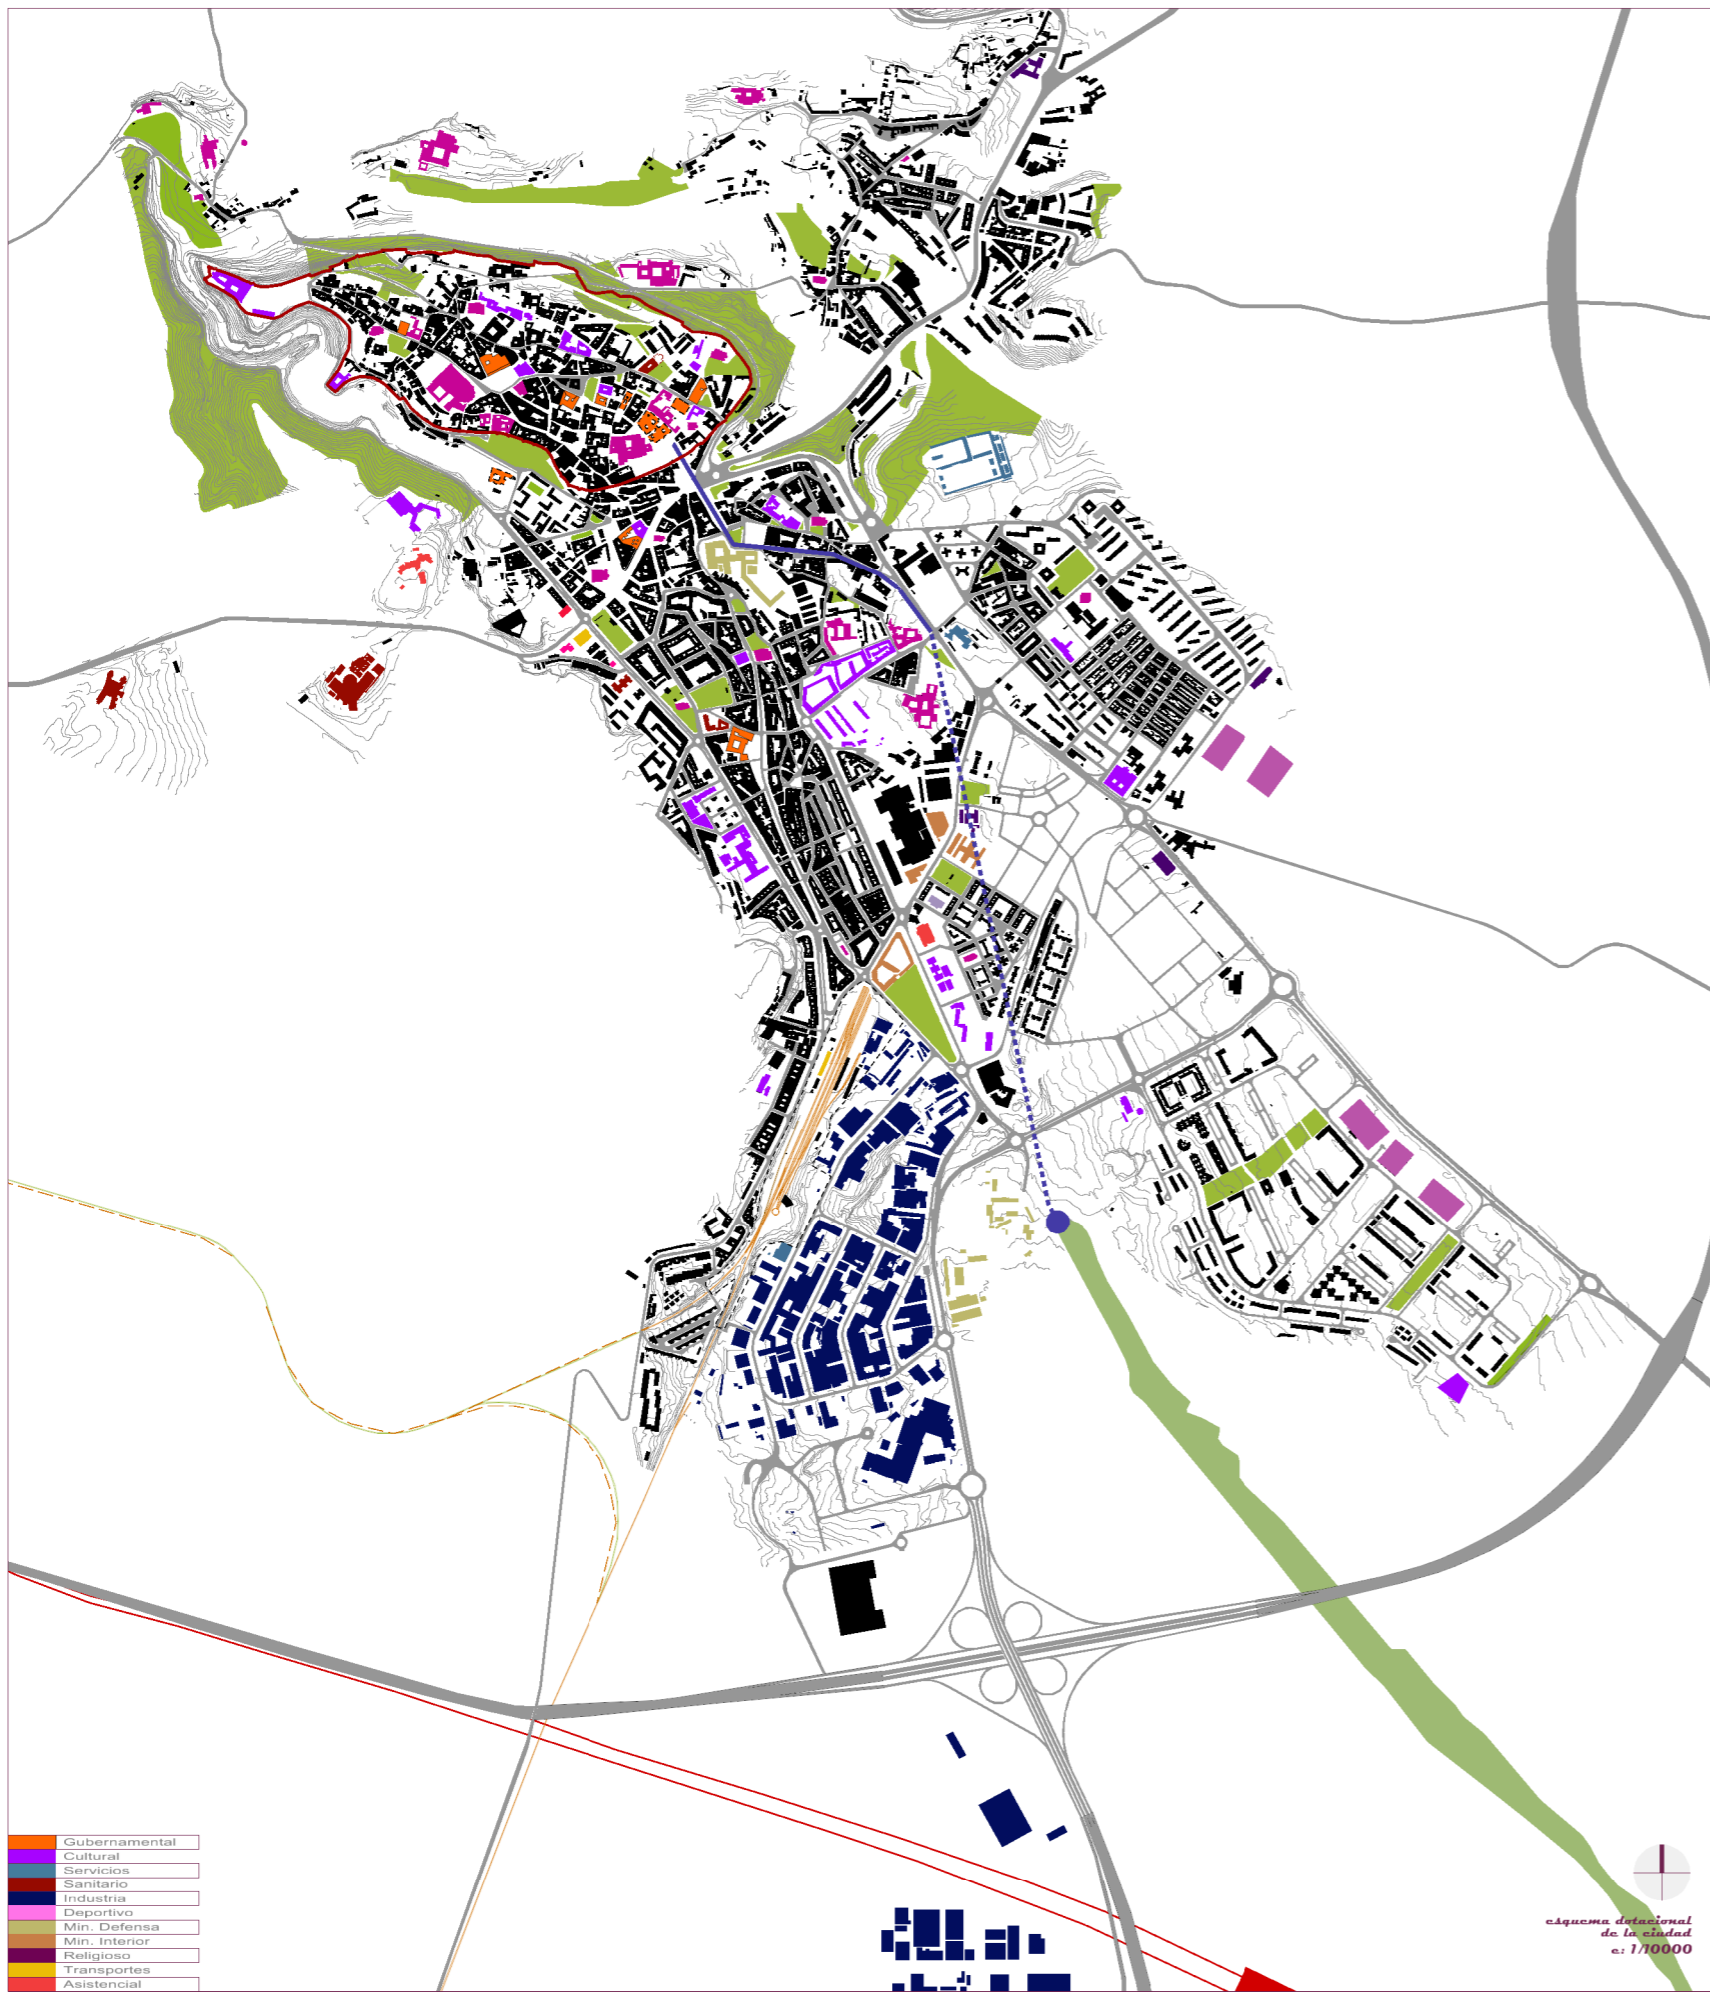 Gubernamental
Cultural
Servicios
Sanitario
Industria
Deportivo
Min. Defensa
Min. Interior
Religioso
Transportes
Asistencial
esquema dotacional
de la ciudad
e: 1/10000